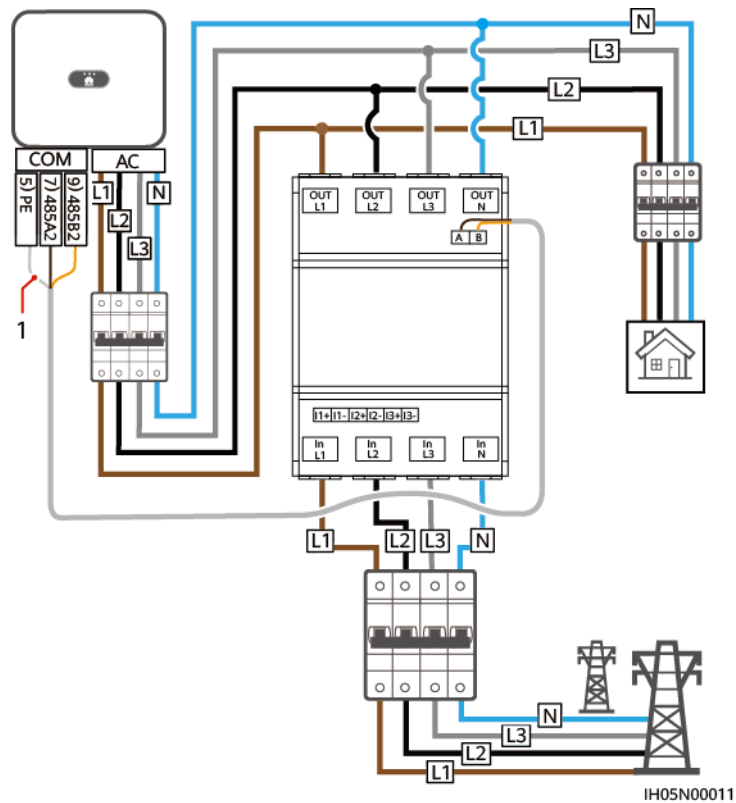 N
L3
L2
L1
COM
AC
5) PE
7) 485A2
9) 485B2
L1
L2
L3
N
1
OUT L1
OUT L2
OUT L3
OUT N
A B
I1+ I1- I2+ I2- I3+ I3-
In L1
In L2
In L3
In N
L1
L2
L3
N
N
L3
L2
L1
IH05N00011